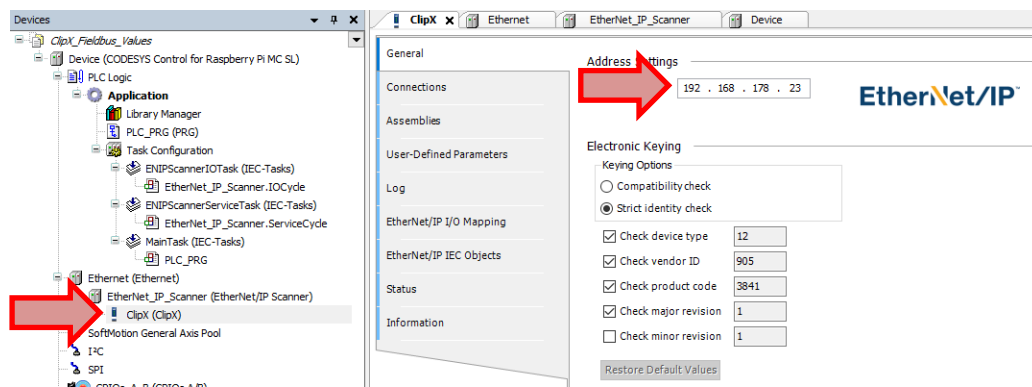 Devices
ClipX_Fieldbus_Values
Device (CODESYS Control for Raspberry Pi MC SL)
PLC Logic
Application
Library Manager
PLC_PRG (PRG)
Task Configuration
ENIPScannerIOTask (IEC-Tasks)
EtherNet_IP_Scanner.IOCycle
ENIPScannerServiceTask (IEC-Tasks)
EtherNet_IP_Scanner.ServiceCycle
MainTask (IEC-Tasks)
PLC_PRG
Ethernet (Ethernet)
EtherNet_IP_Scanner (EtherNet/IP Scanner)
ClipX (ClipX)
SoftMotion General Axis Pool
I²C
SPI
GPIOs_A_B (GPIOs A/B)
ClipX Ethernet EtherNet_IP_Scanner Device
General
Connections
Assemblies
User-Defined Parameters
Log
EtherNet/IP I/O Mapping
EtherNet/IP IEC Objects
Status
Information
Address Settings
192 . 168 . 178 . 23
EtherNet/IP™
Electronic Keying
Keying Options
Compatibility check
Strict identity check
Check device type 12
Check vendor ID 905
Check product code 3841
Check major revision 1
Check minor revision 1
Restore Default Values